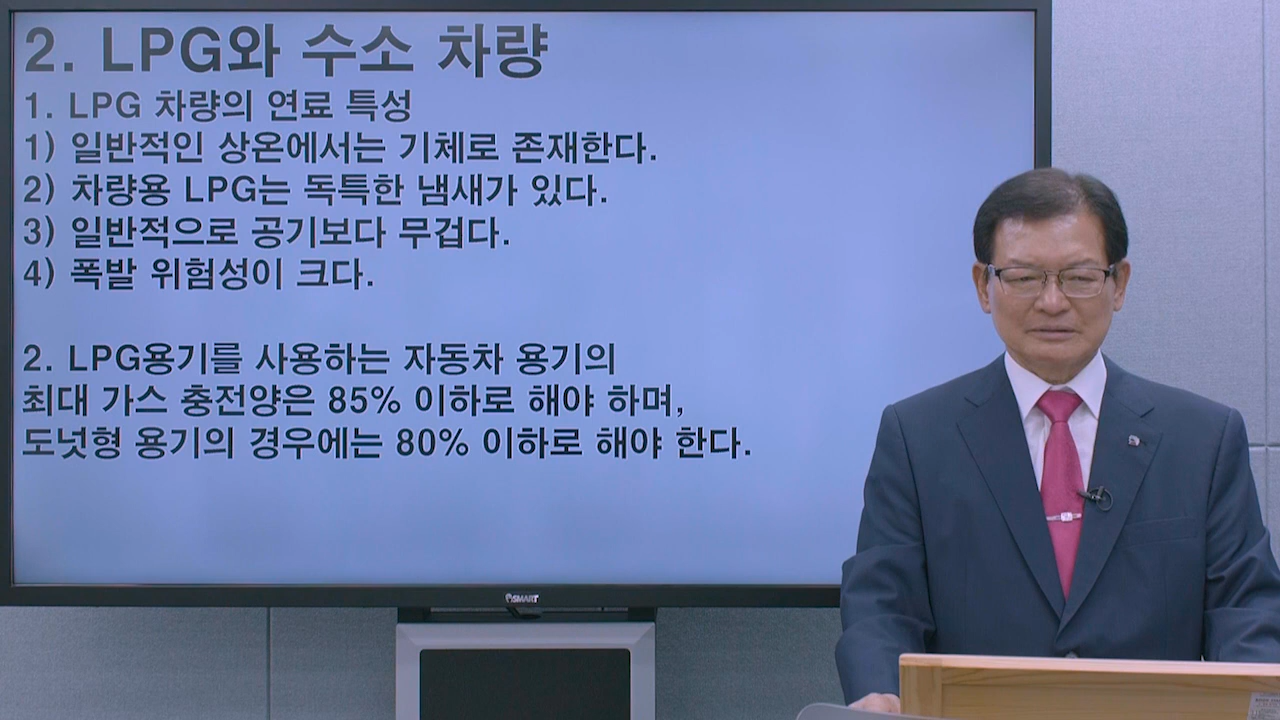 2. LPG와 수소 차량
1. LPG 차량의 연료 특성
1) 일반적인 상온에서는 기체로 존재한다.
2) 차량용 LPG는 독특한 냄새가 있다.
3) 일반적으로 공기보다 무겁다.
4) 폭발 위험성이 크다.
2. LPG용기를 사용하는 자동차 용기의
최대 가스 충전양은 85% 이하로 해야 하며,
도넛형 용기의 경우에는 80% 이하로 해야 한다.
SMART